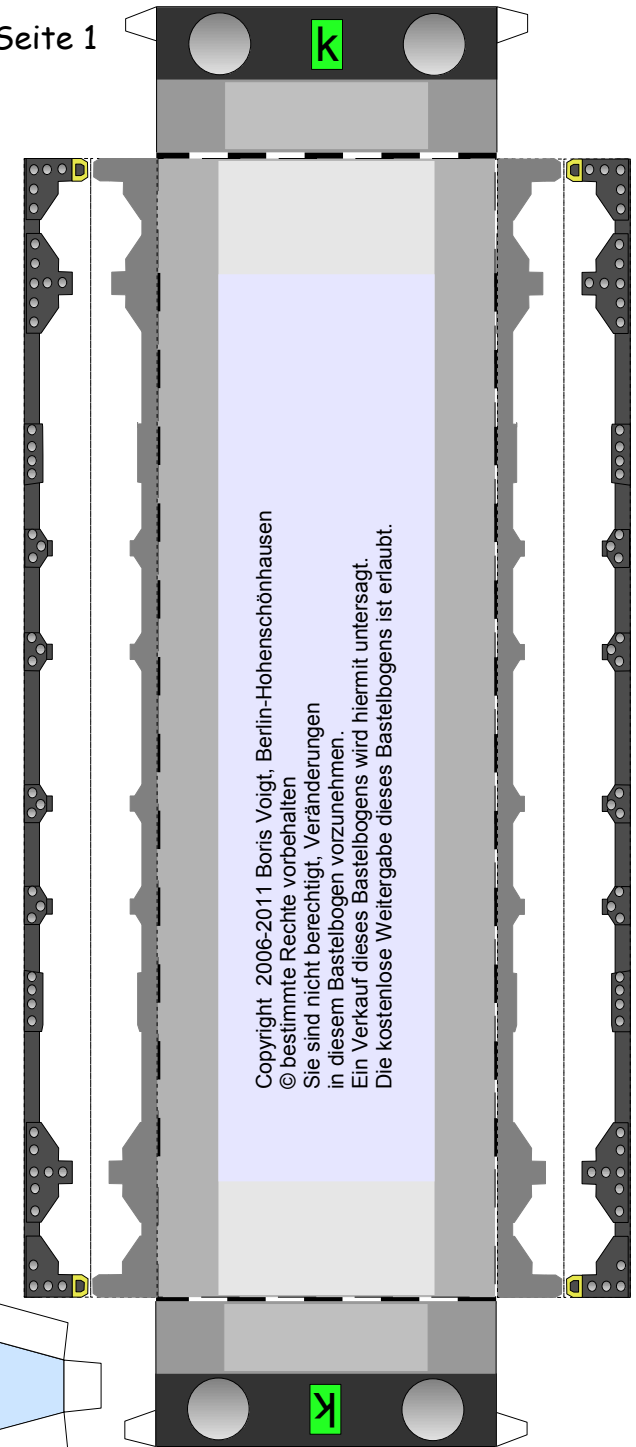 Seite 1
k
Copyright 2006-2011 Boris Voigt, Berlin-Hohenschönhausen
© bestimmte Rechte vorbehalten
Sie sind nicht berechtigt, Veränderungen
in diesem Bastelbogen vorzunehmen.
Ein Verkauf dieses Bastelbogens wird hiermit untersagt.
Die kostenlose Weitergabe dieses Bastelbogens ist erlaubt.
k